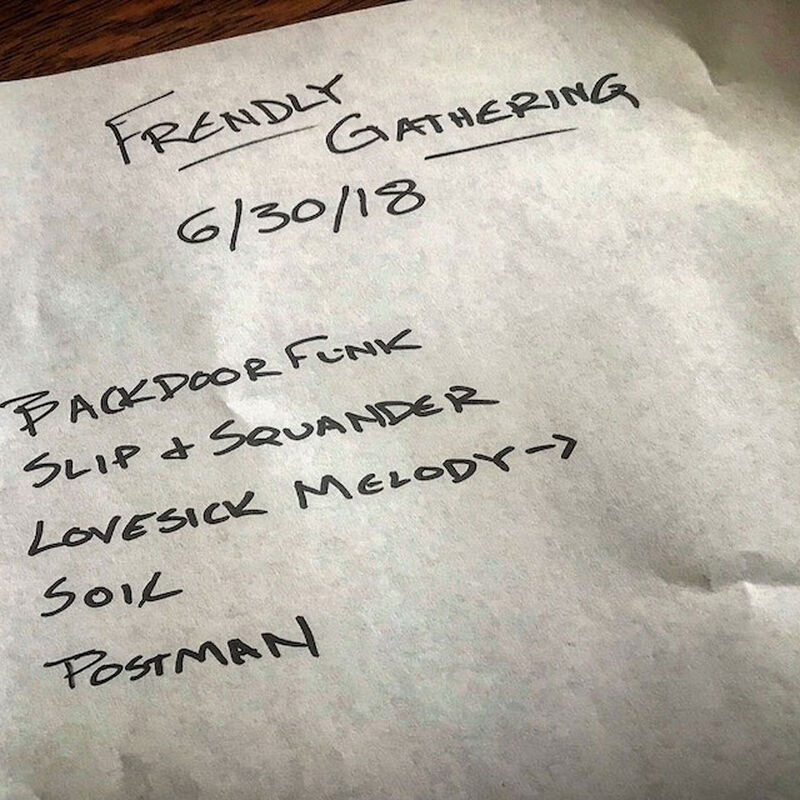 FRENDLY
GATHERING
6/30/18
BACKDOOR FUNK
SLIP & SQUANDER
LOVESICK MELODY ->
SOIL
POSTMAN